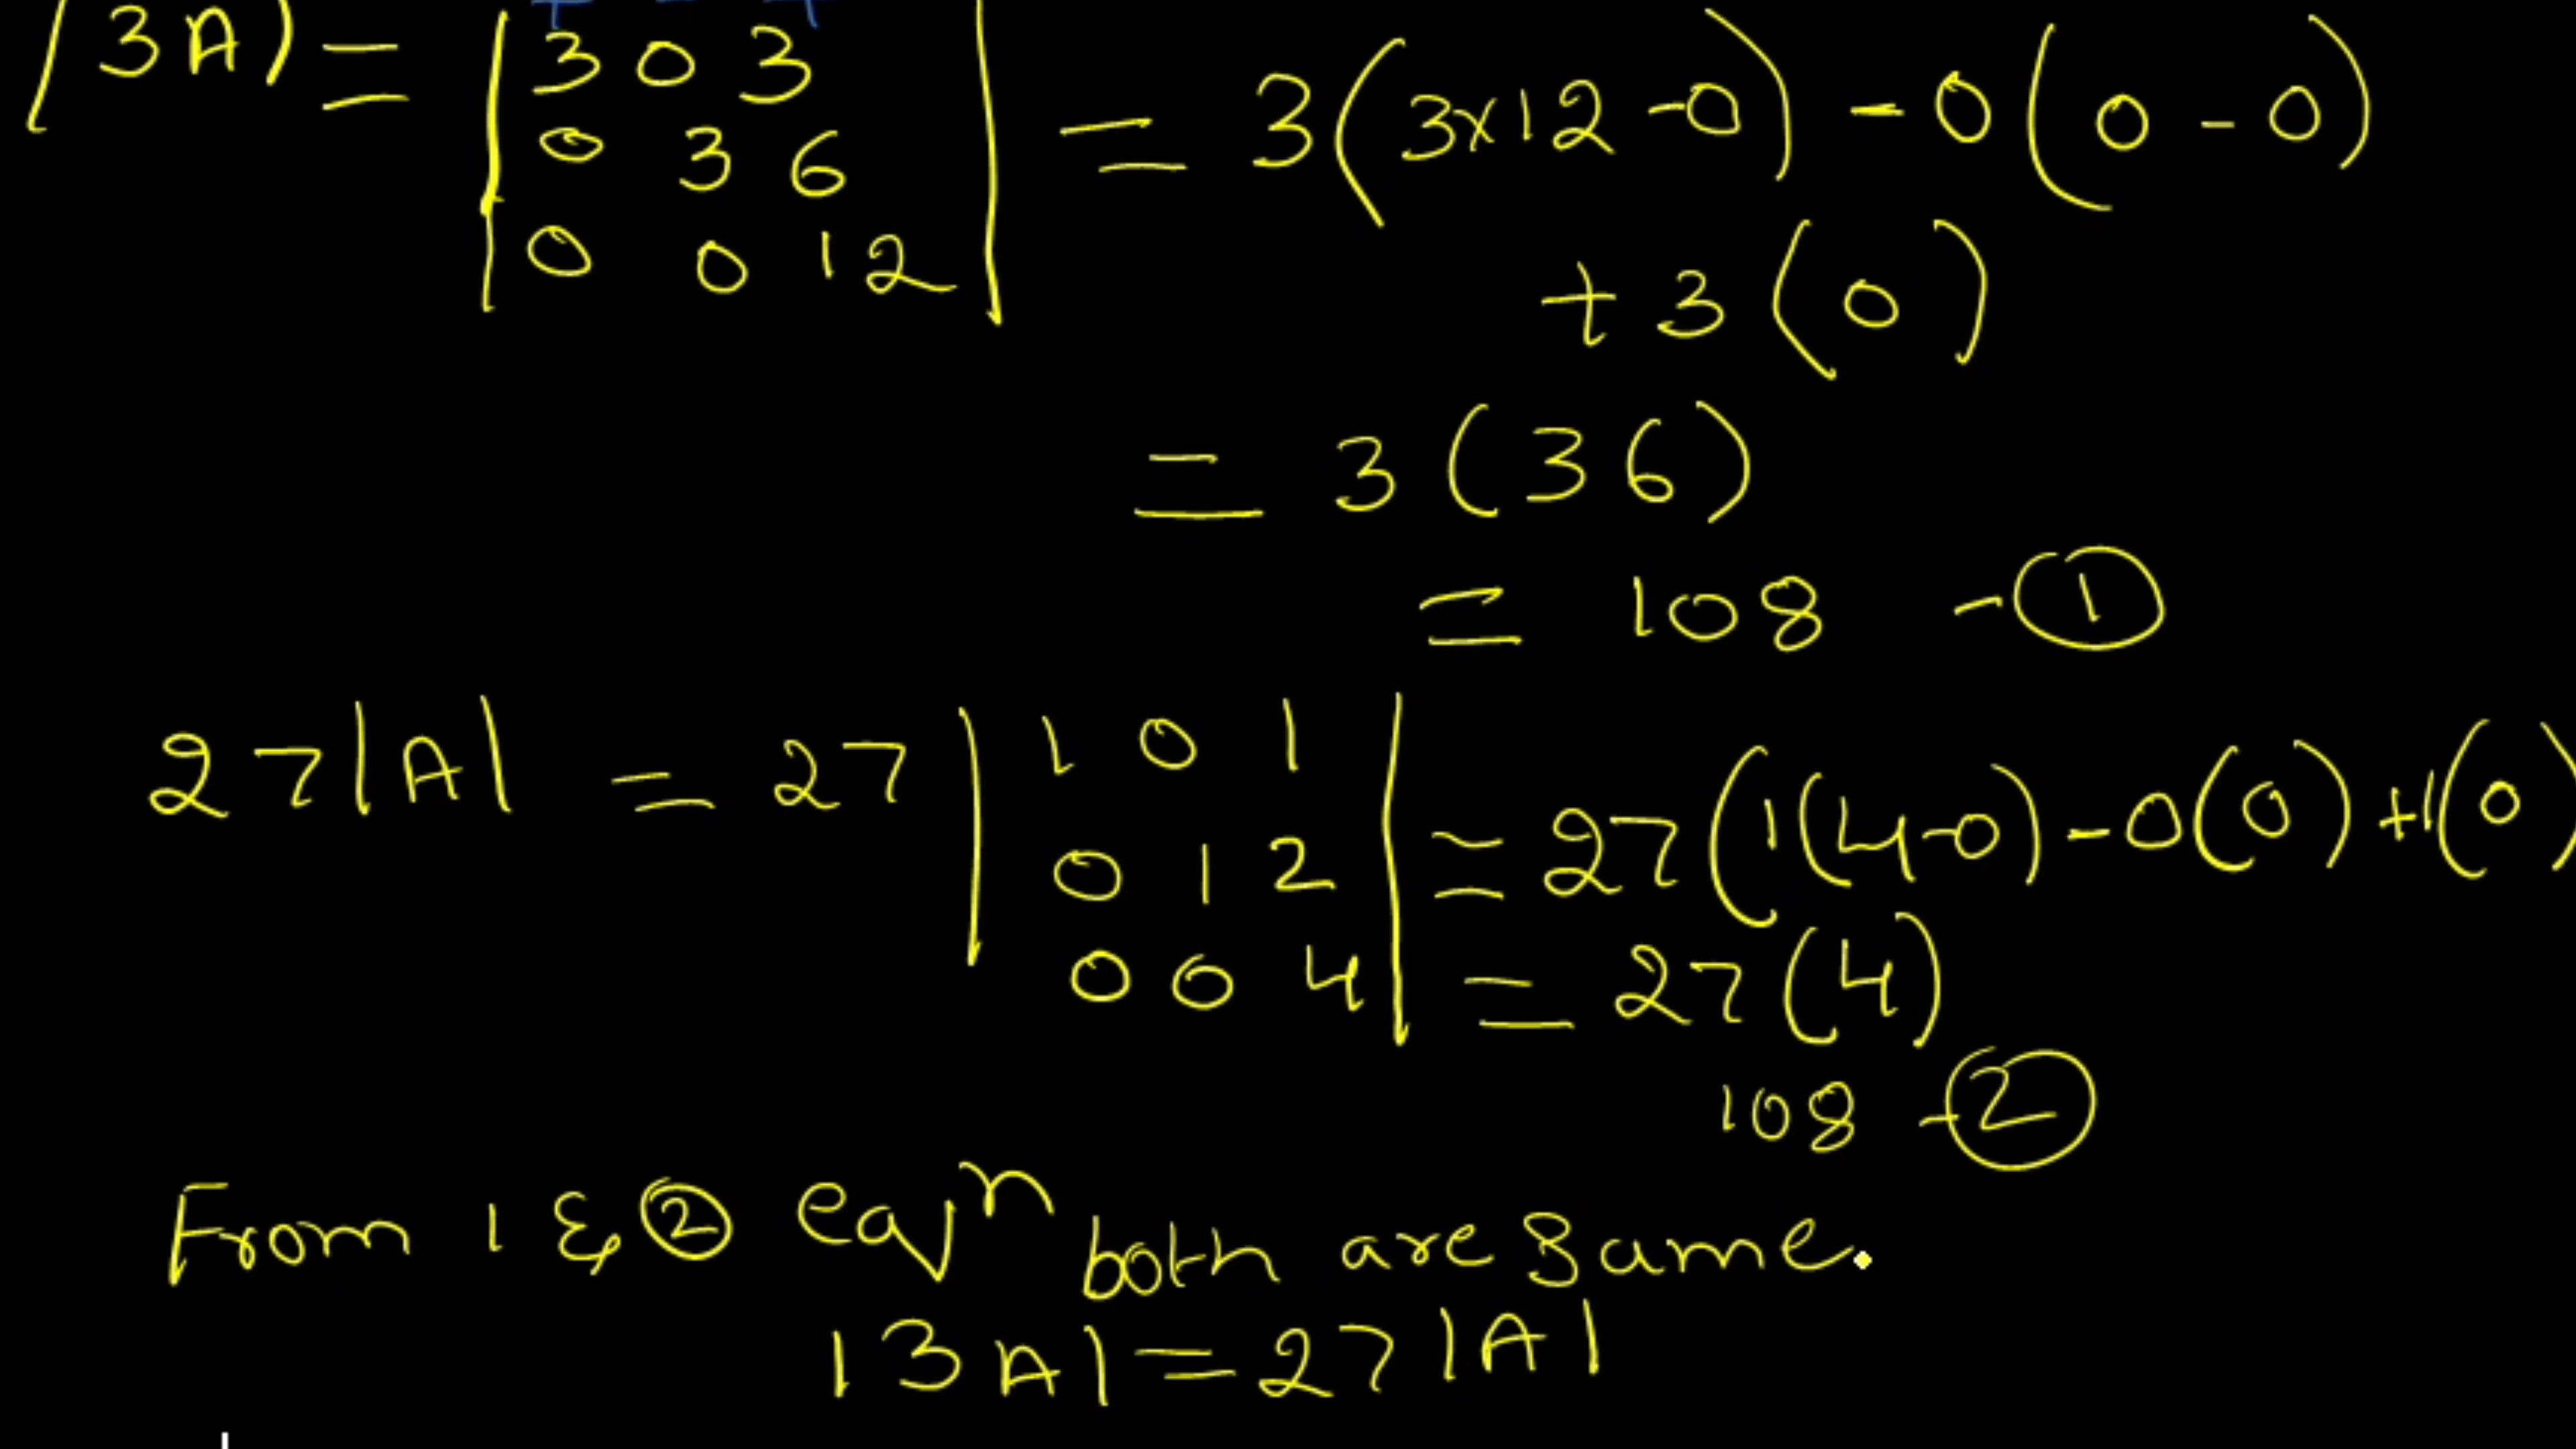 |3A| = |3 0 3| = 3(3×12-0) - 0(0-0)
|0 3 6|
|0 0 12|
+ 3(0)
= 3(36)
= 108 - ①
27|A| = 27 |1 0 1| = 27(1(4-0) - 0(0) + 1(0)
|0 1 2|
|0 0 4| = 27(4)
108 - ②
From 1 & ② eqⁿ both are same.
|3A| = 27|A|